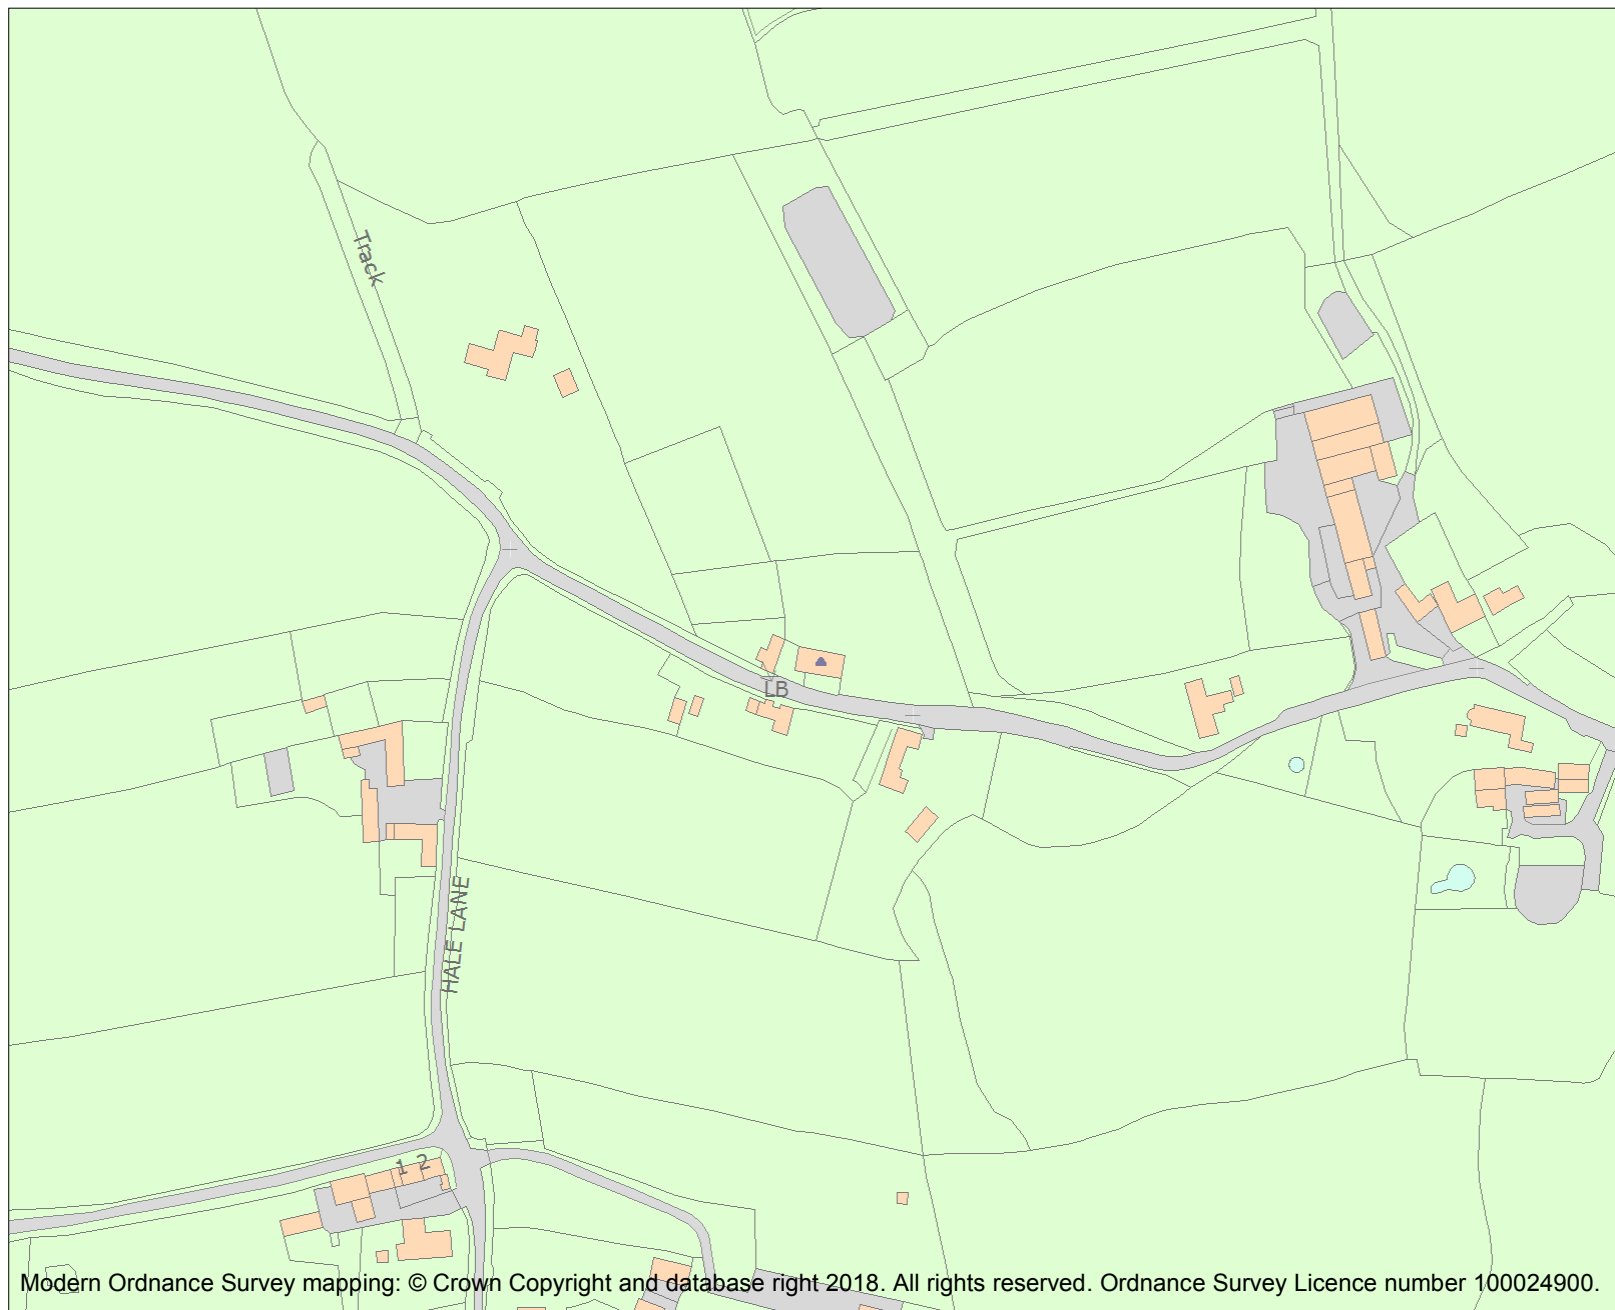 Track
LB
HALE LANE
1 2
Modern Ordnance Survey mapping: © Crown Copyright and database right 2018. All rights reserved. Ordnance Survey Licence number 100024900.